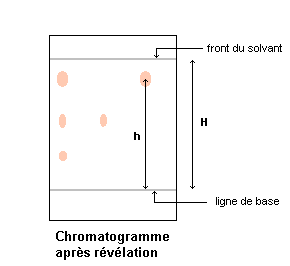 front du solvant
H
h
ligne de base
Chromatogramme
après révélation